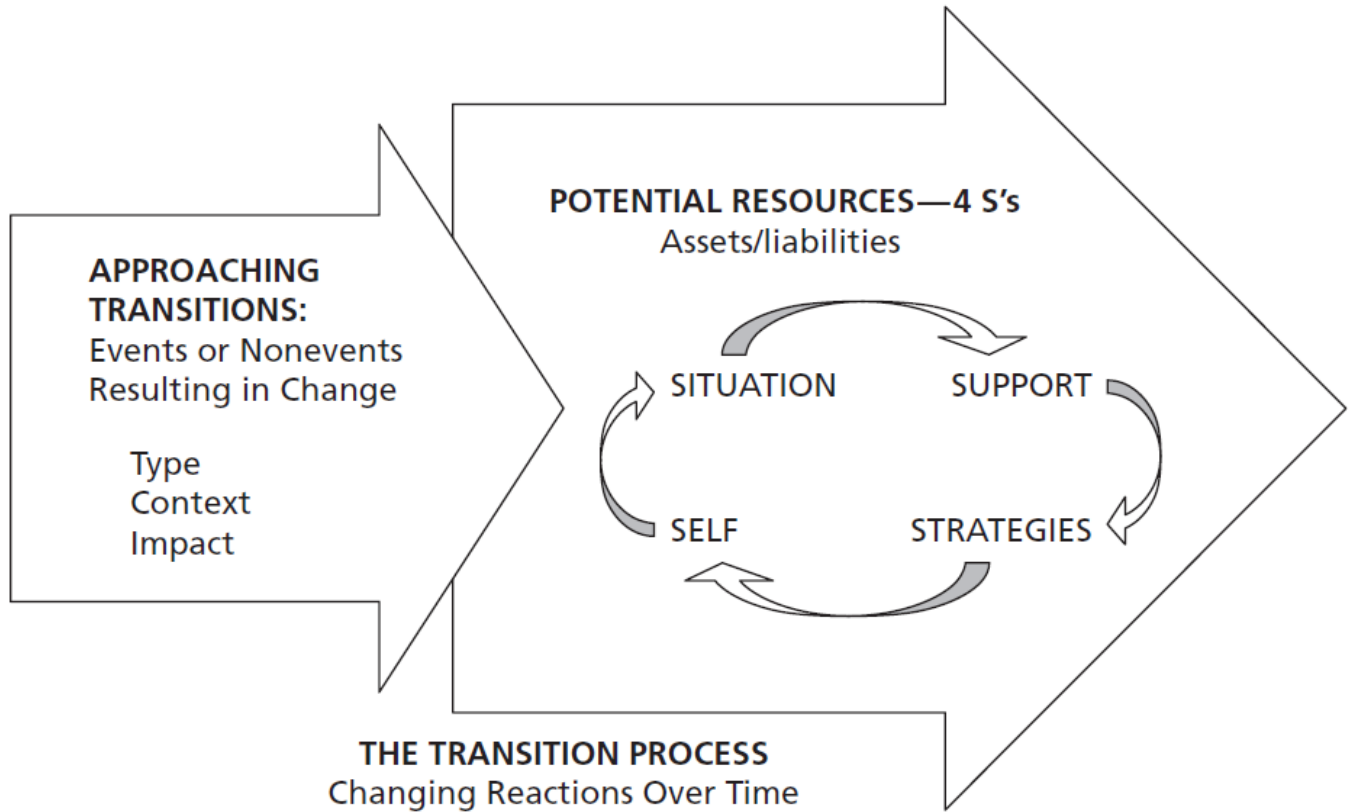 APPROACHING
TRANSITIONS:
Events or Nonevents
Resulting in Change
Type
Context
Impact
POTENTIAL RESOURCES—4 S's
Assets/liabilities
SITUATION
SUPPORT
SELF
STRATEGIES
THE TRANSITION PROCESS
Changing Reactions Over Time